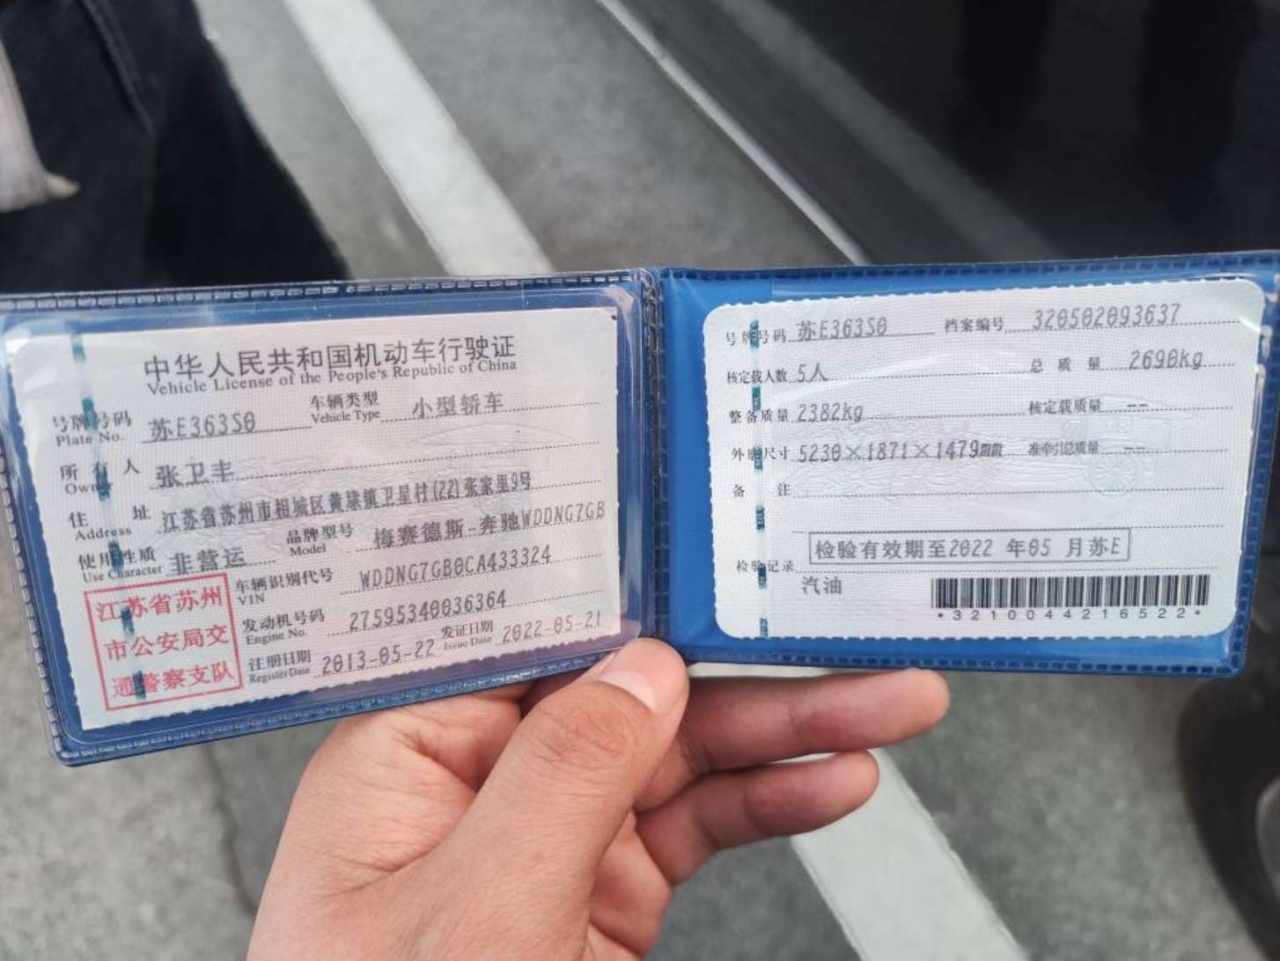 中华人民共和国机动车行驶证
Vehicle License of the People's Republic of China
号牌号码 Plate No. 苏E363S0 车辆类型 Vehicle Type 小型轿车
所有人 Owner 张卫丰
住址 Address 江苏省苏州市相城区黄埭镇卫星村(22)张家里9号
使用性质 Use Character 非营运 品牌型号 Model 梅赛德斯-奔驰WDDNG7GB
车辆识别代号 VIN WDDNG7GB0CA433324
发动机号码 Engine No. 27595340036364
注册日期 Register Date 2013-05-22 发证日期 Issue Date 2022-05-21
江苏省苏州
市公安局交
通警察支队
号牌号码 苏E363S0 档案编号 320502093637
核定载人数 5人 总质量 2690kg
整备质量 2382kg 核定载质量 --
外廓尺寸 5230×1871×1479mm 准牵引总质量 --
备注
检验有效期至2022 年05 月苏E
检验记录
汽油
*3210044216522*